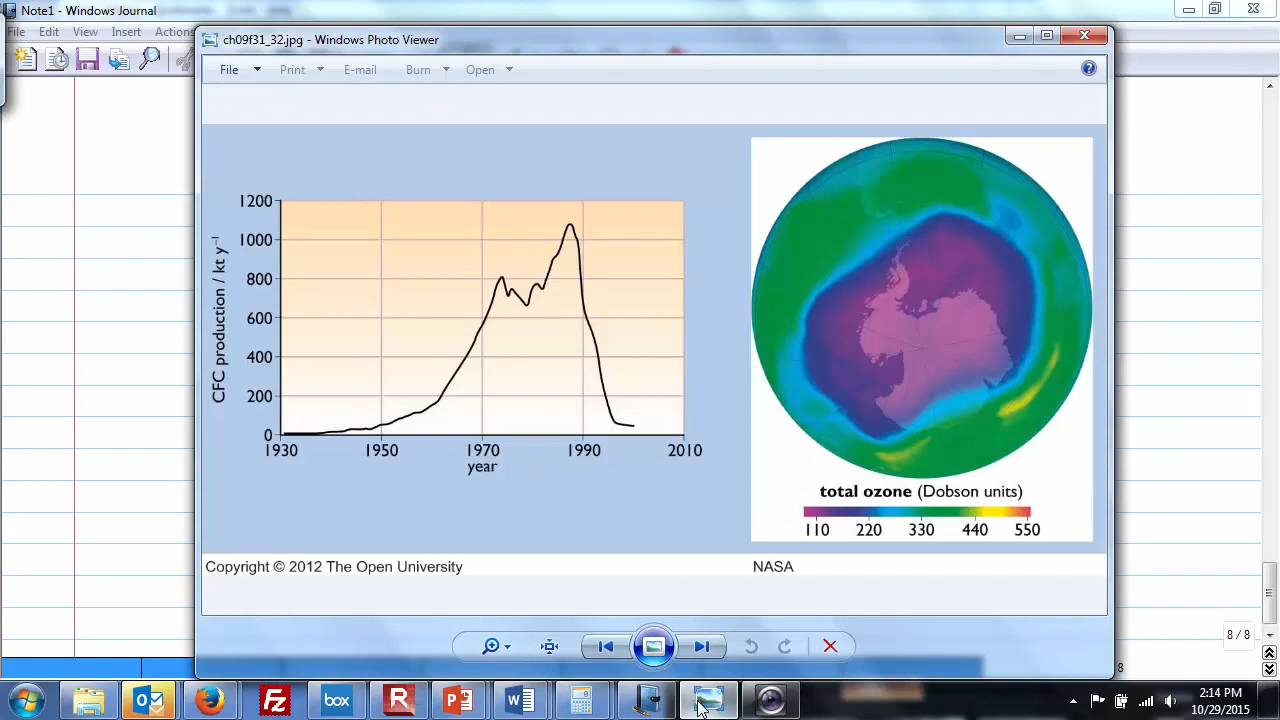 Note1 - Windows Journal
File Edit View Insert Actions
ch09f31_32.jpg - Windows Photo Viewer
File Print E-mail Burn Open
1200
1000
800
600
400
200
0
CFC production / kt y⁻¹
1930 1950 1970 1990 2010
year
total ozone (Dobson units)
110 220 330 440 550
Copyright © 2012 The Open University
NASA
8 / 8
8
Fz box R P W
2:14 PM
10/29/2015